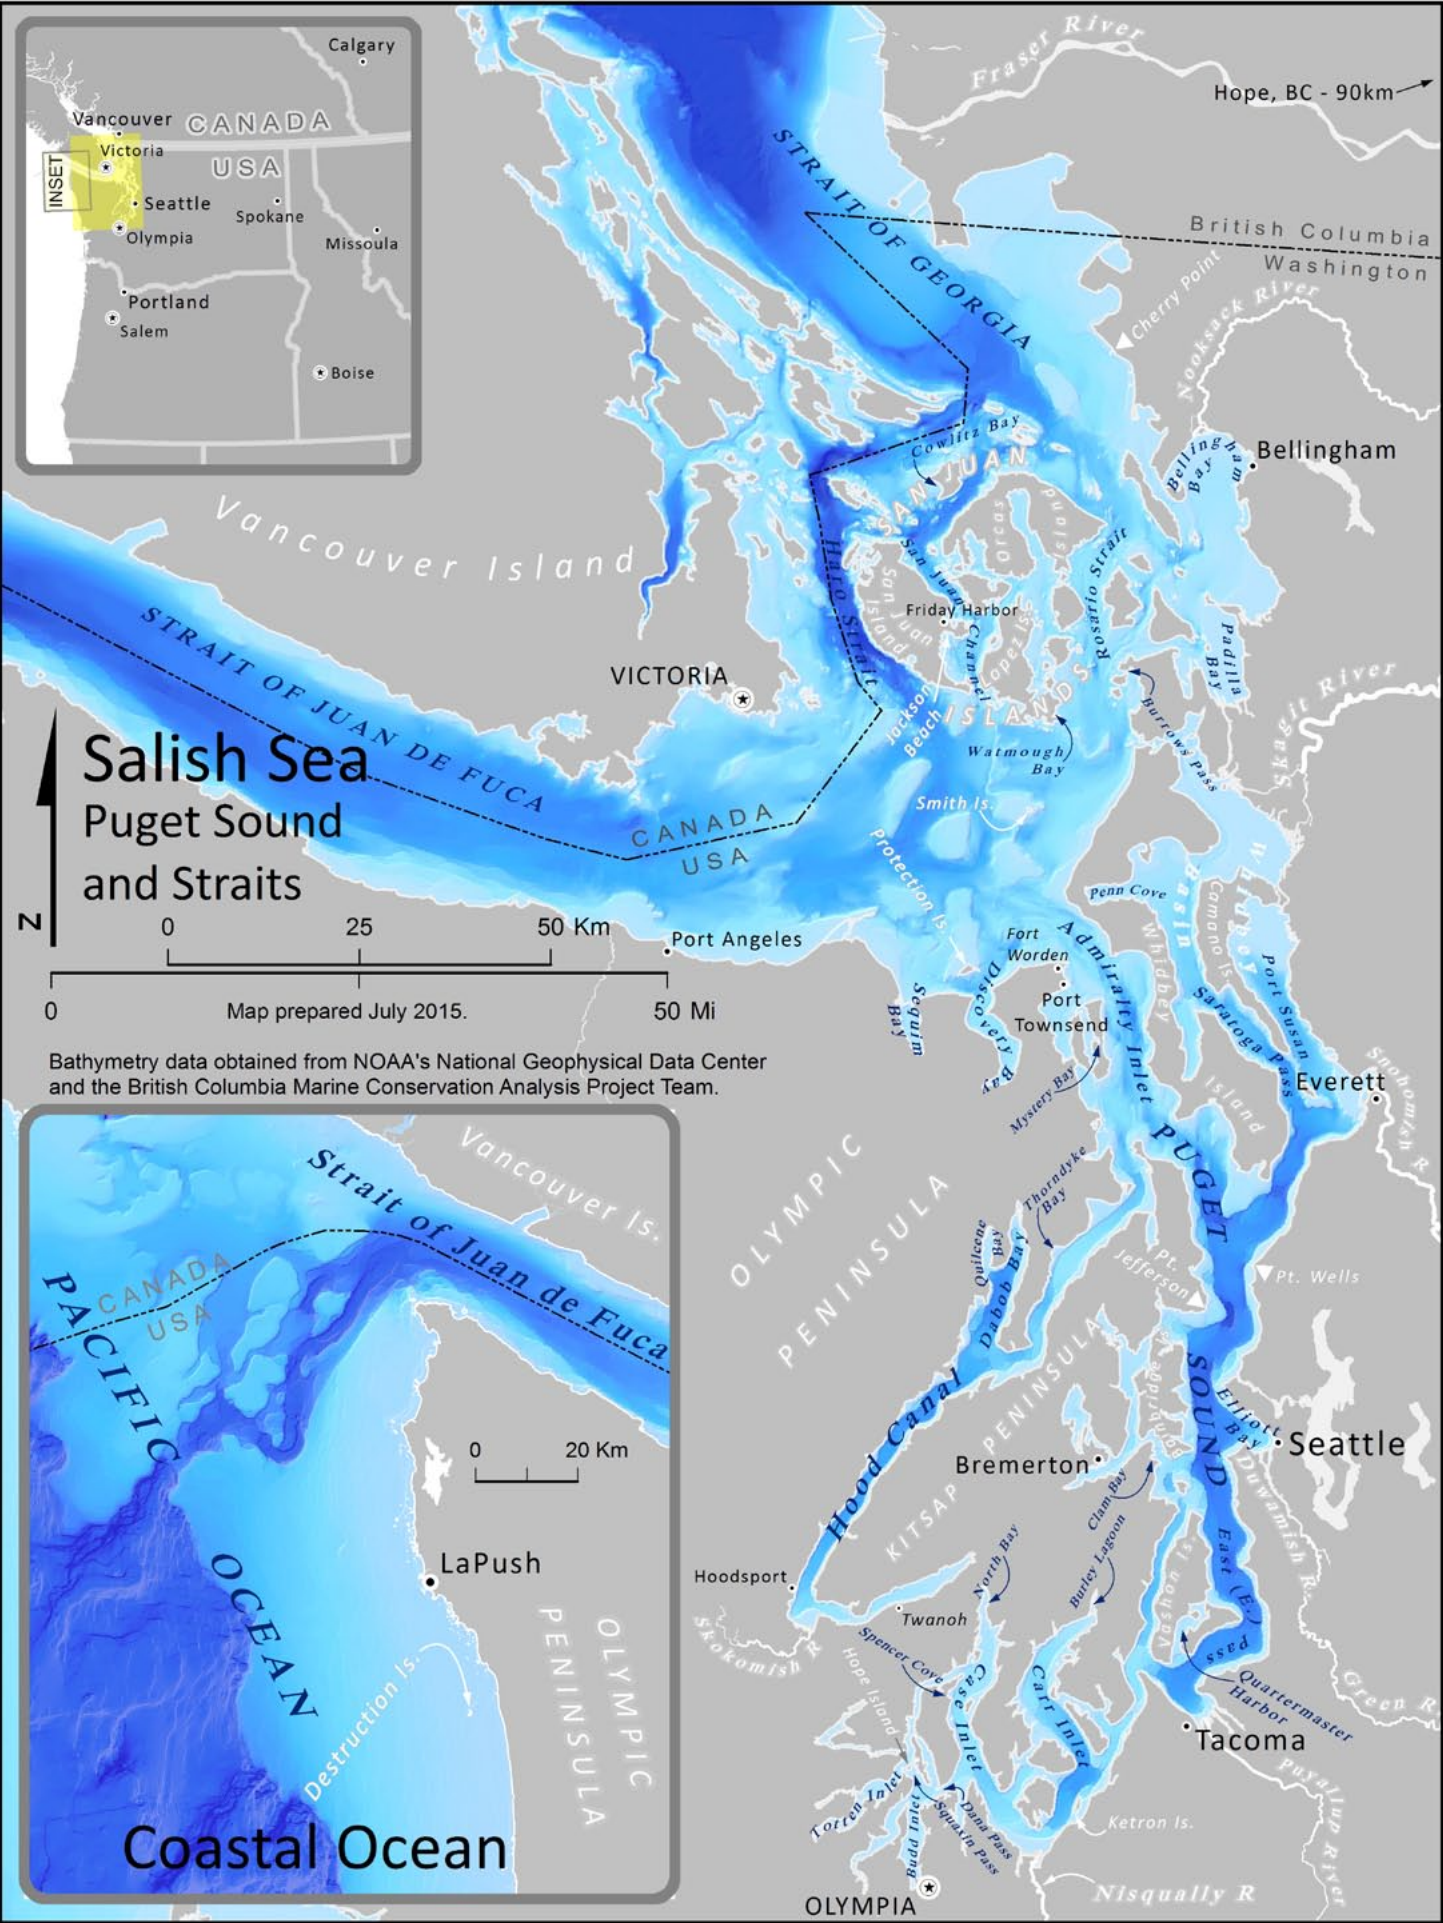 Calgary
Vancouver
CANADA
Victoria
USA
INSET
Seattle
Spokane
Olympia
Missoula
Portland
Salem
Boise
Fraser River
Hope, BC - 90km
STRAIT OF GEORGIA
British Columbia
Washington
Cherry Point
Nooksack River
Cowlitz Bay
Bellingham
Bay
Bellingham
SAN JUAN
ISLANDS
Orcas
Island
Vancouver Island
Haro Strait
San Juan
Island
San Juan Channel
Friday Harbor
Lopez Is.
Rosario Strait
Padilla
Bay
VICTORIA
Skagit River
Jackson
Beach
Watmough
Bay
Burrows Pass
STRAIT OF JUAN DE FUCA
Salish Sea
Puget Sound
and Straits
N
CANADA
USA
Smith Is.
Protection Is.
Penn Cove
Whidbey
Basin
Camano Is.
0 25 50 Km
0 50 Mi
Map prepared July 2015.
Port Angeles
Fort
Worden
Port
Townsend
Admiralty Inlet
Whidbey
Island
Sequim
Bay
Discovery
Bay
Saratoga Pass
Port Susan
Bathymetry data obtained from NOAA's National Geophysical Data Center
and the British Columbia Marine Conservation Analysis Project Team.
Mystery Bay
Everett
Snohomish R.
OLYMPIC
PENINSULA
PUGET
SOUND
Thorndyke
Bay
Quilcene
Bay
Dabob Bay
Pt.
Jefferson
Pt. Wells
Hood Canal
KITSAP PENINSULA
Bainbridge Is.
Elliott
Bay
Seattle
Bremerton
Duwamish R.
Clam Bay
Burley Lagoon
North Bay
East (E.)
Pass
Vashon Is.
Hoodsport
Twanoh
Skokomish R
Spencer Cove
Hope Island
Case Inlet
Carr Inlet
Quartermaster
Harbor
Green R.
Tacoma
Puyallup River
Totten Inlet
Budd Inlet
Squaxin Pass
Dana Pass
Ketron Is.
OLYMPIA
Nisqually R
Vancouver Is.
Strait of Juan de Fuca
CANADA
USA
PACIFIC
OCEAN
0 20 Km
LaPush
OLYMPIC
PENINSULA
Destruction Is.
Coastal Ocean